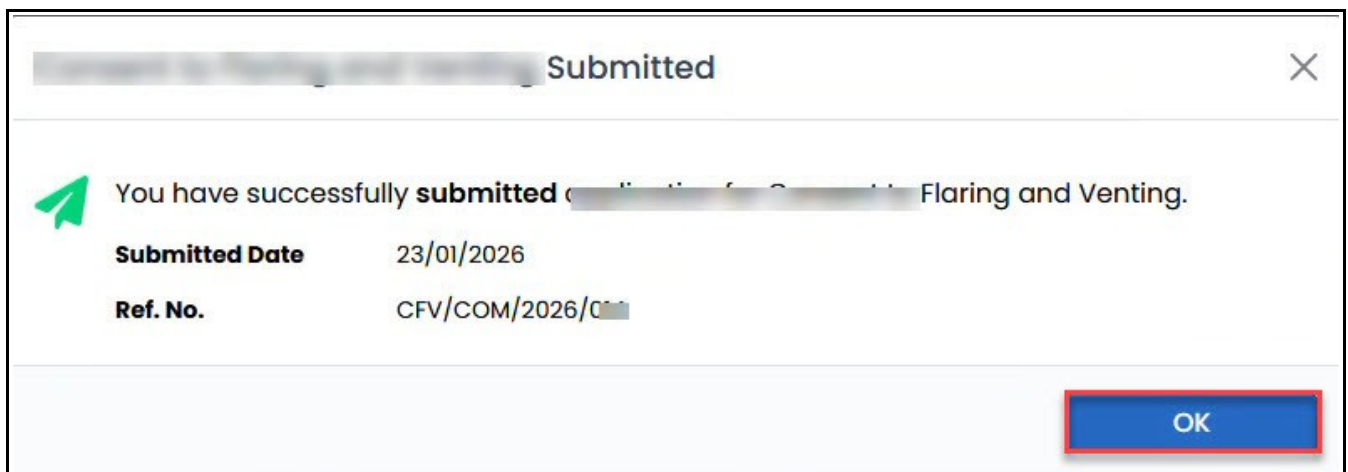 Submitted
You have successfully submitted Flaring and Venting.
Submitted Date 23/01/2026
Ref. No. CFV/COM/2026/
OK